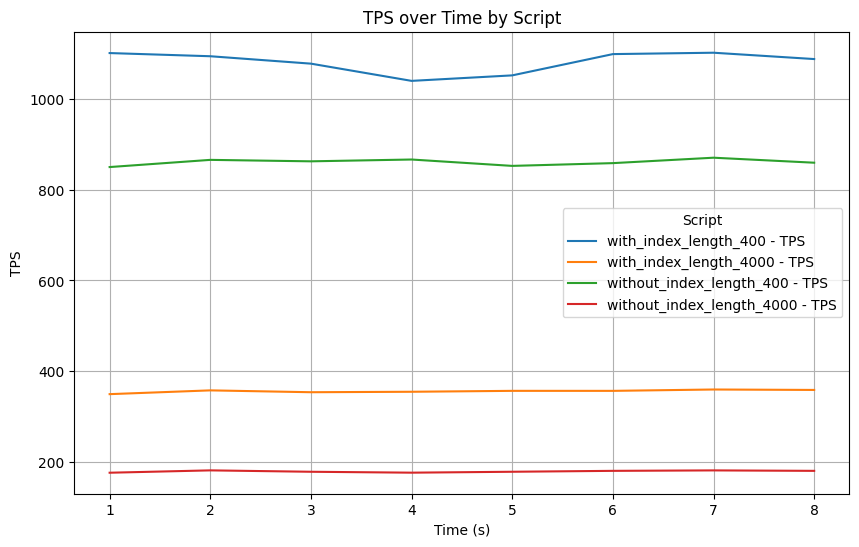 TPS over Time by Script
TPS
1000
800
600
400
200
Script
with_index_length_400 - TPS
with_index_length_4000 - TPS
without_index_length_400 - TPS
without_index_length_4000 - TPS
1 2 3 4 5 6 7 8
Time (s)